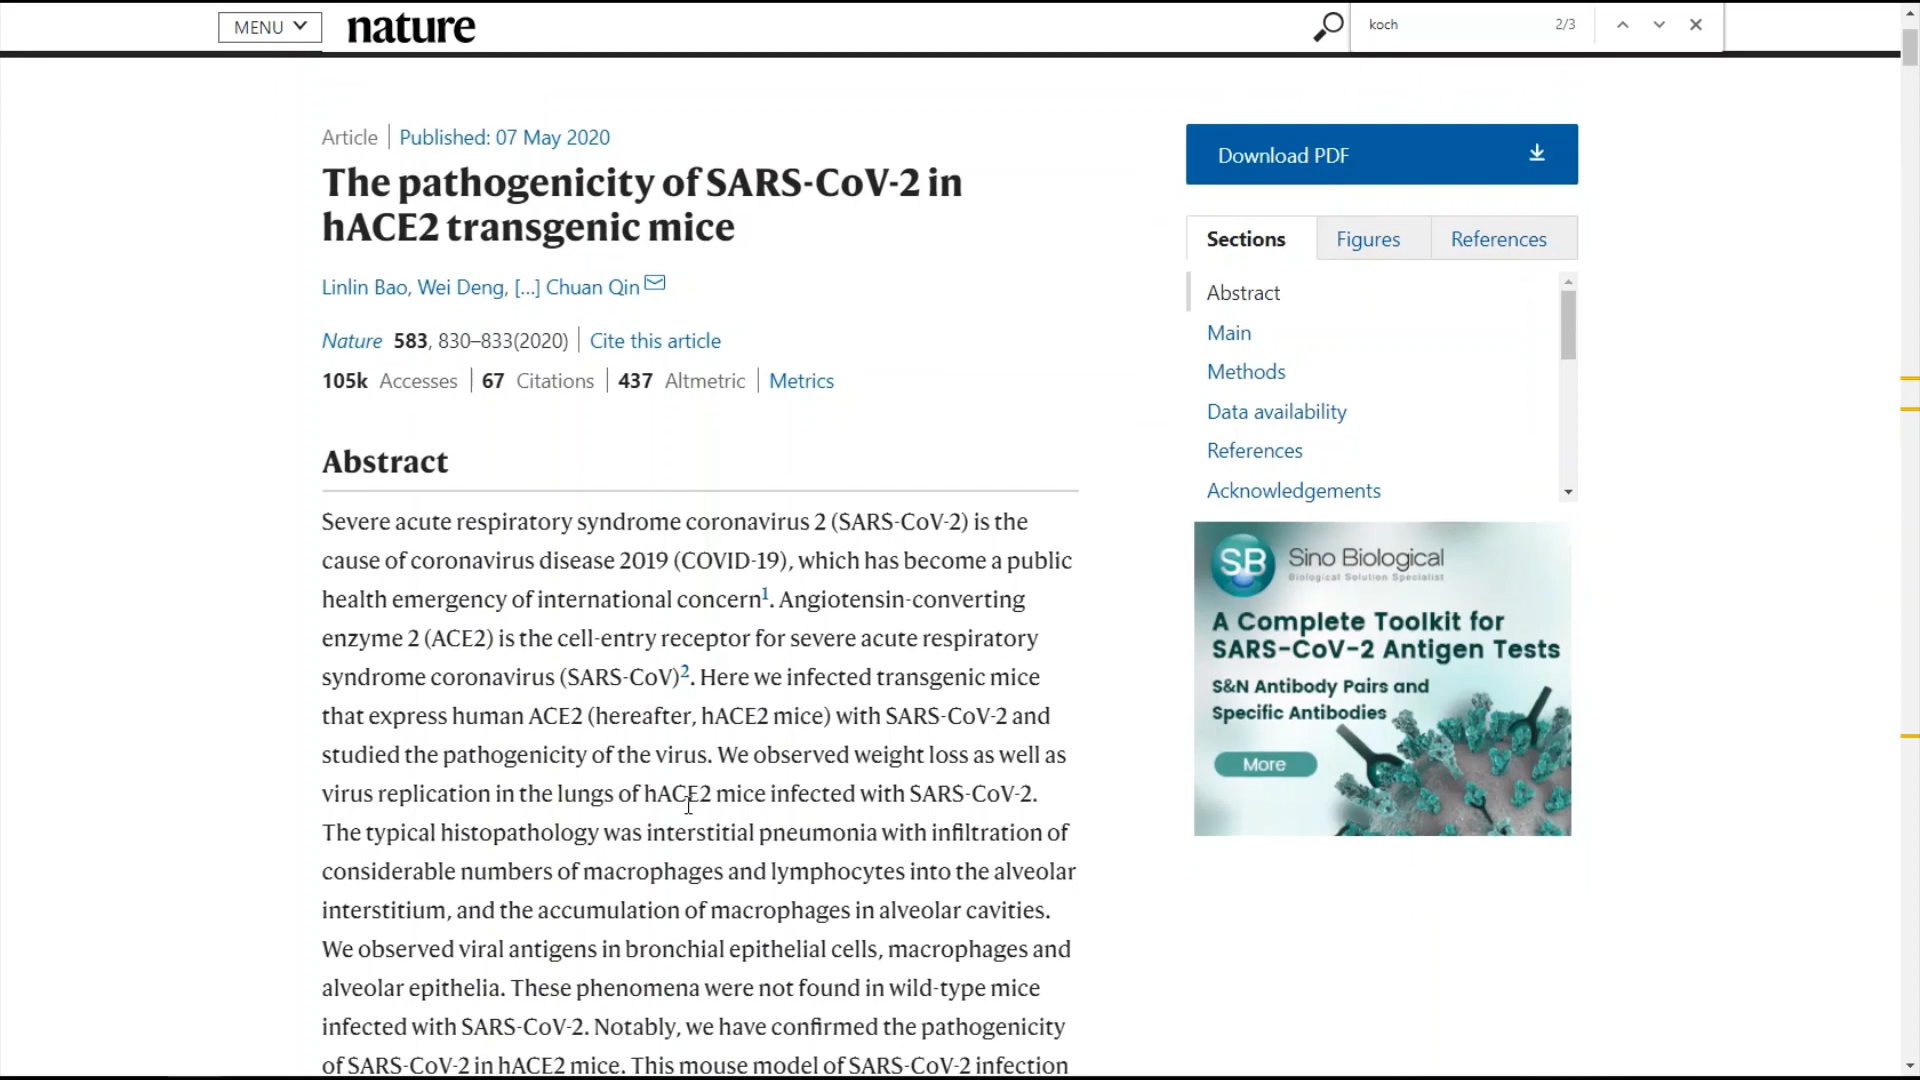 MENU
nature
koch
2/3
Article
Published: 07 May 2020
The pathogenicity of SARS-CoV-2 in
hACE2 transgenic mice
Linlin Bao, Wei Deng, [...] Chuan Qin
Nature 583, 830–833(2020)
Cite this article
105k Accesses
67 Citations
437 Altmetric
Metrics
Abstract
Severe acute respiratory syndrome coronavirus 2 (SARS-CoV-2) is the
cause of coronavirus disease 2019 (COVID-19), which has become a public
health emergency of international concern1. Angiotensin-converting
enzyme 2 (ACE2) is the cell-entry receptor for severe acute respiratory
syndrome coronavirus (SARS-CoV)2. Here we infected transgenic mice
that express human ACE2 (hereafter, hACE2 mice) with SARS-CoV-2 and
studied the pathogenicity of the virus. We observed weight loss as well as
virus replication in the lungs of hACE2 mice infected with SARS-CoV-2.
The typical histopathology was interstitial pneumonia with infiltration of
considerable numbers of macrophages and lymphocytes into the alveolar
interstitium, and the accumulation of macrophages in alveolar cavities.
We observed viral antigens in bronchial epithelial cells, macrophages and
alveolar epithelia. These phenomena were not found in wild-type mice
infected with SARS-CoV-2. Notably, we have confirmed the pathogenicity
of SARS-CoV-2 in hACE2 mice. This mouse model of SARS-CoV-2 infection
Download PDF
Sections
Figures
References
Abstract
Main
Methods
Data availability
References
Acknowledgements
SB
Sino Biological
Biological Solution Specialist
A Complete Toolkit for
SARS-CoV-2 Antigen Tests
S&N Antibody Pairs and
Specific Antibodies
More